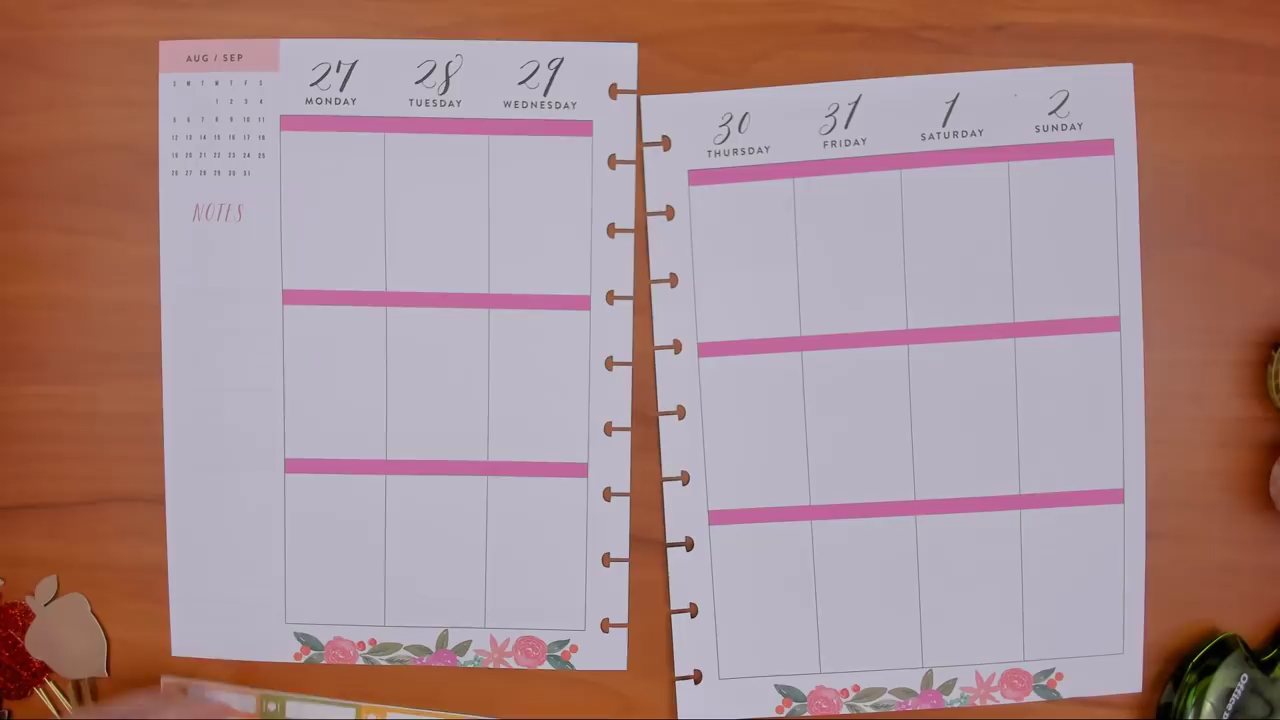 AUG / SEP
S M T W T F S
1 2 3 4
5 6 7 8 9 10 11
12 13 14 15 16 17 18
19 20 21 22 23 24 25
26 27 28 29 30 31
NOTES
27 28 29
MONDAY TUESDAY WEDNESDAY
30 31 1 2
THURSDAY FRIDAY SATURDAY SUNDAY
Office